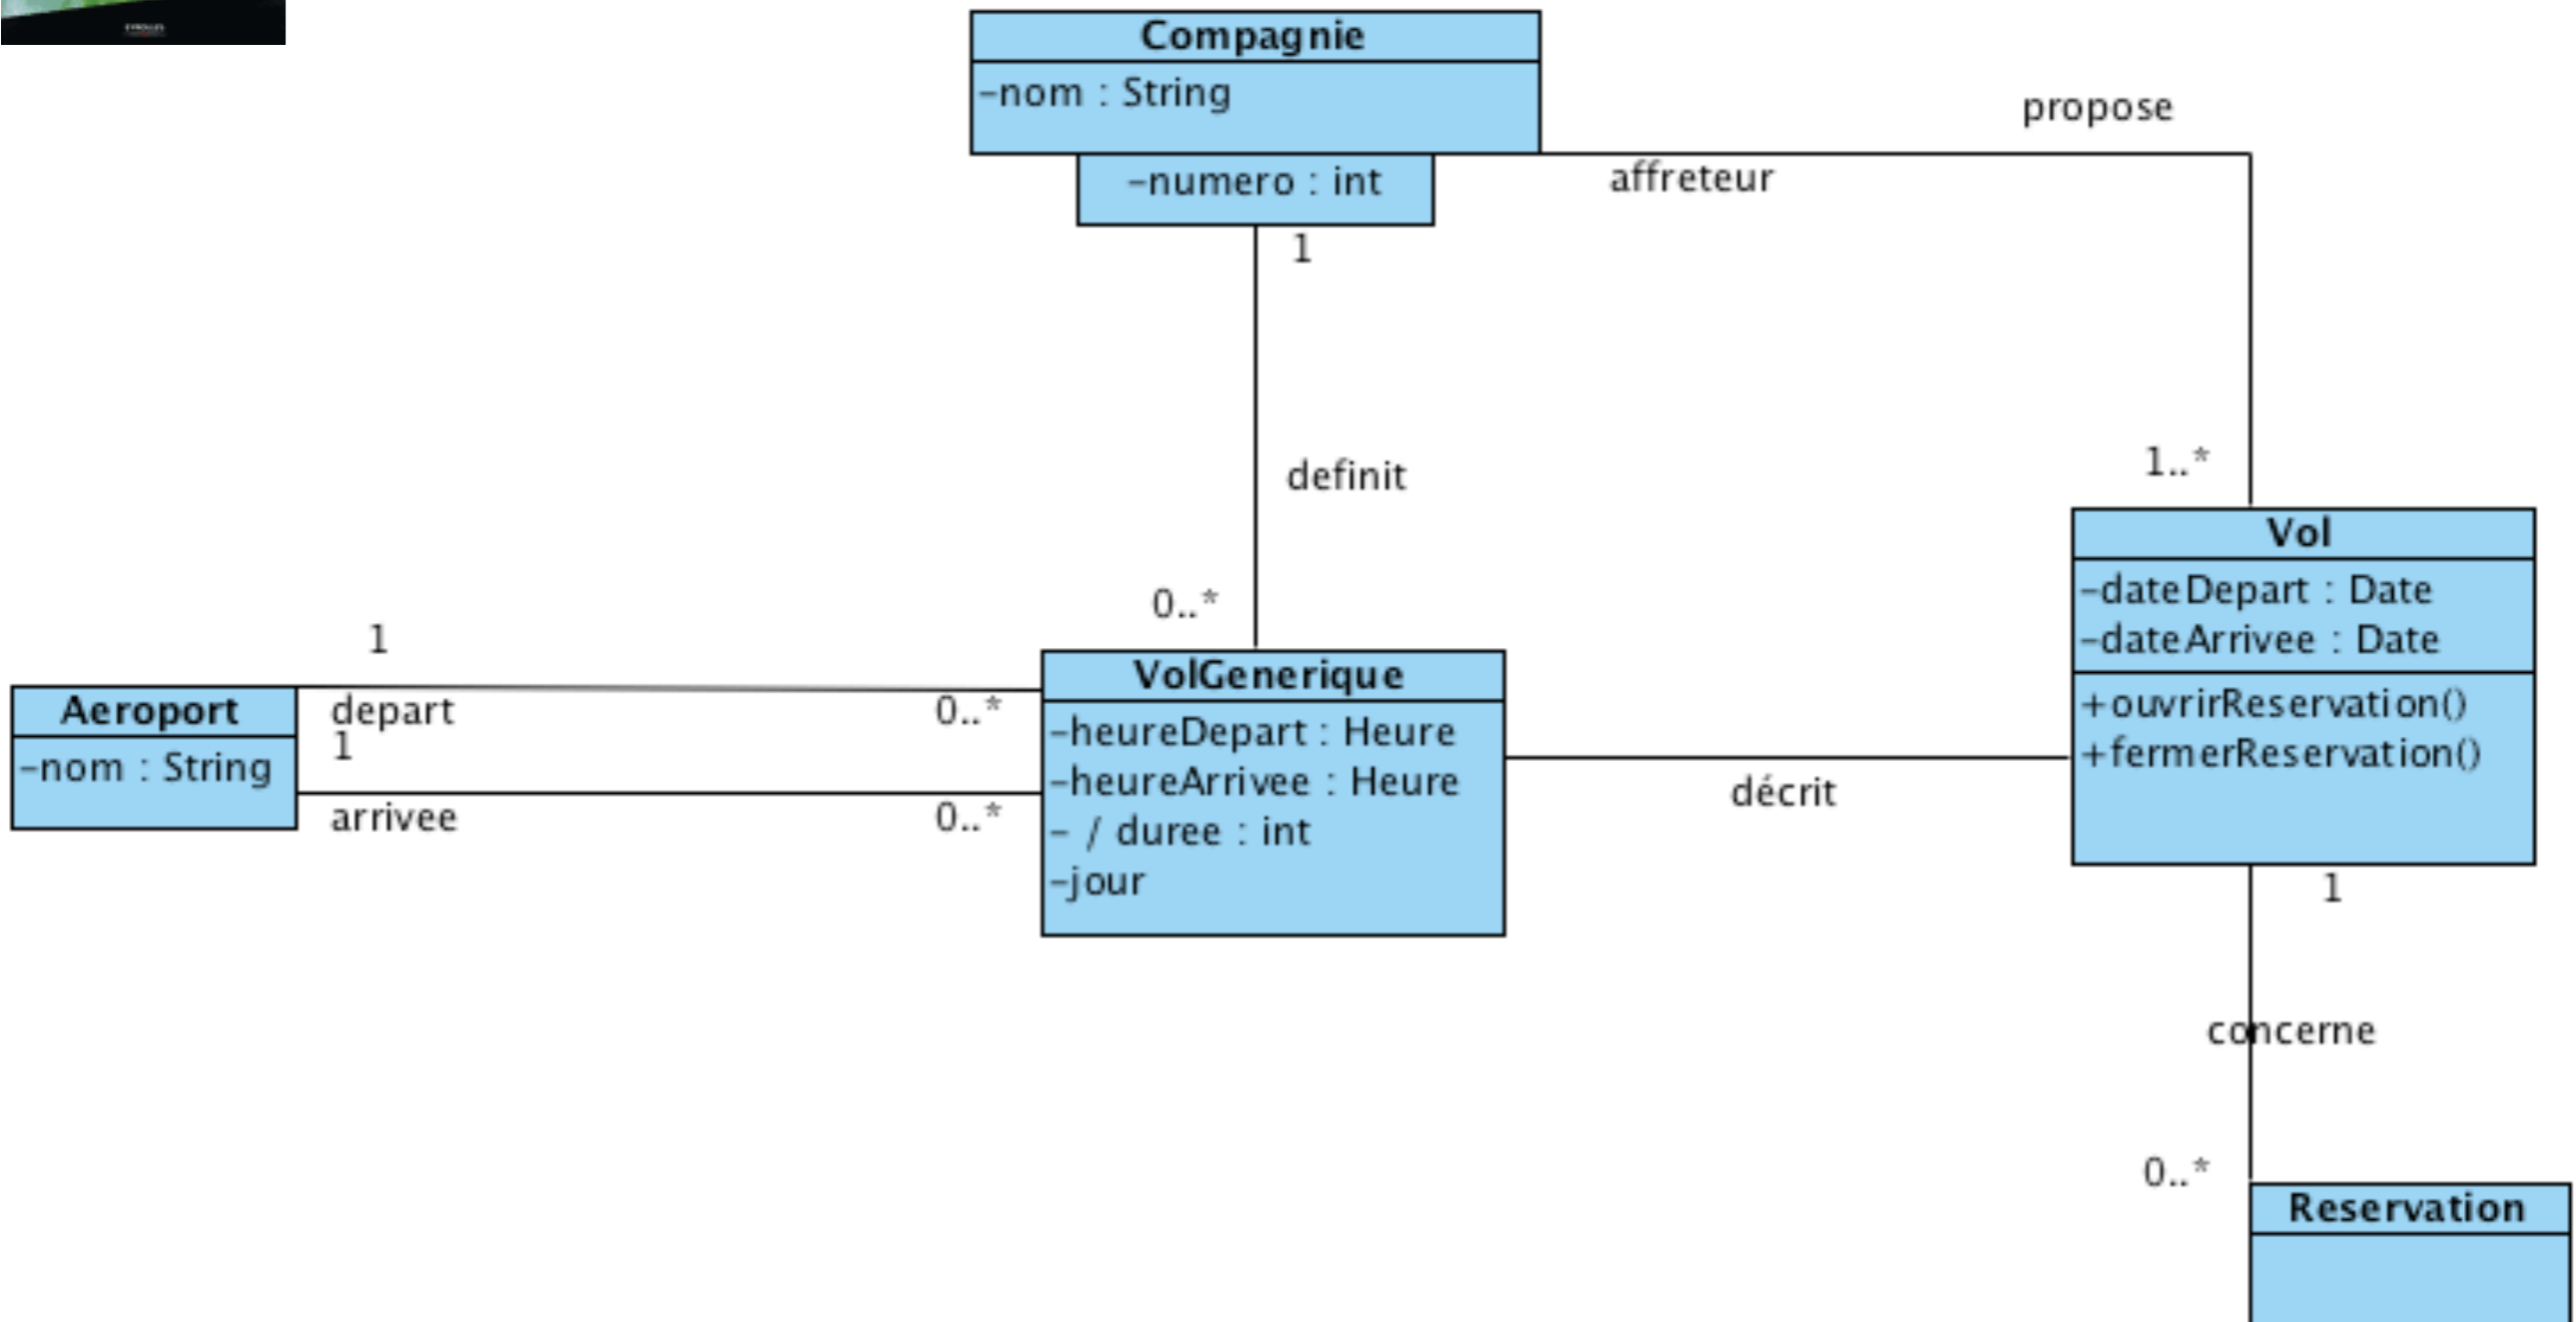 Compagnie
-nom : String
-numero : int
propose
affreteur
1
definit
0..*
1..*
Vol
-dateDepart : Date
-dateArrivee : Date
+ouvrirReservation()
+fermerReservation()
1
depart
0..*
Aeroport
-nom : String
1
arrivee
0..*
VolGenerique
-heureDepart : Heure
-heureArrivee : Heure
- / duree : int
-jour
décrit
1
concerne
0..*
Reservation